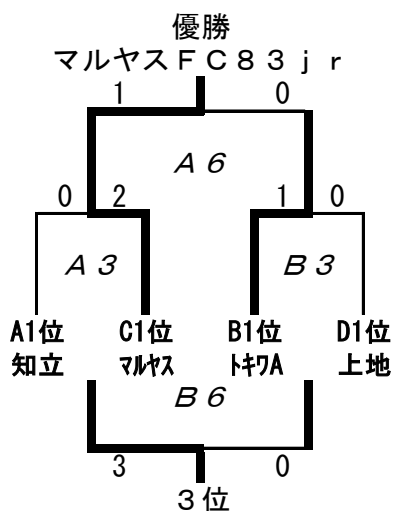 優勝
マルヤスＦＣ８３ｊｒ
1 0
A6
0 2 1 0
A3 B3
A1位 C1位 B1位 D1位
知立 ﾏﾙﾔｽ ﾄｷﾜA 上地
B6
3 0
３位